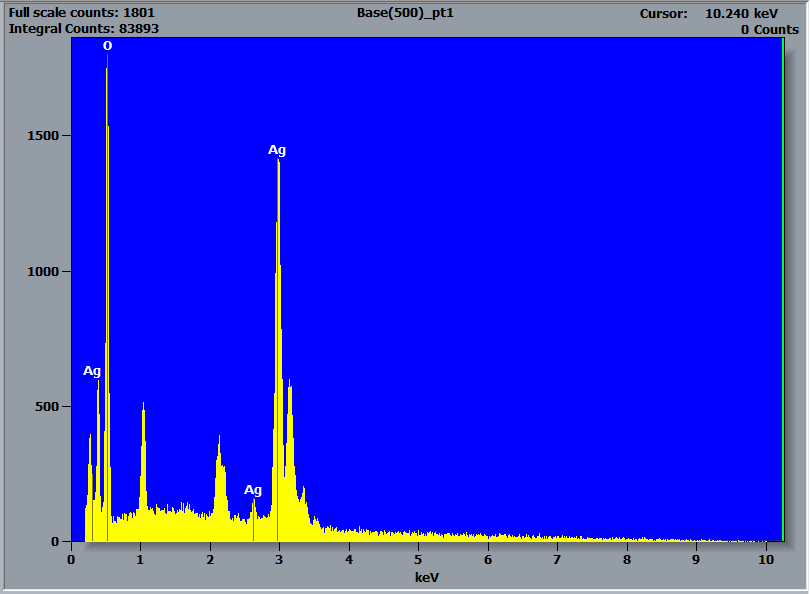 Full scale counts: 1801
Base(500)_pt1
Cursor: 10.240 keV
Integral Counts: 83893
0 Counts
O
1500
Ag
1000
Ag
500
Ag
0
0 1 2 3 4 5 6 7 8 9 10
keV